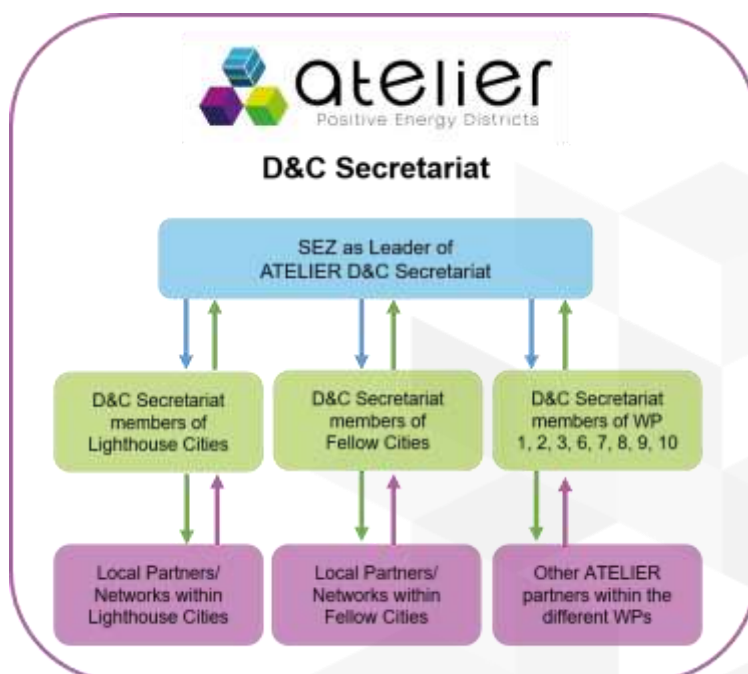 atelier
Positive Energy Districts
D&C Secretariat
SEZ as Leader of
ATELIER D&C Secretariat
D&C Secretariat
members of
Lighthouse Cities
D&C Secretariat
members of
Fellow Cities
D&C Secretariat
members of WP
1, 2, 3, 6, 7, 8, 9, 10
Local Partners/
Networks within
Lighthouse Cities
Local Partners/
Networks within
Fellow Cities
Other ATELIER
partners within the
different WPs